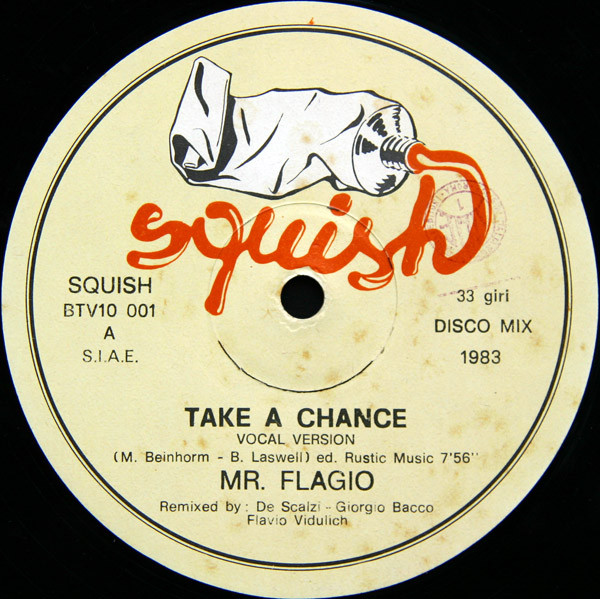 squish
SQUISH
BTV10 001
A
S.I.A.E.
33 giri
DISCO MIX
1983
TAKE A CHANCE
VOCAL VERSION
(M. Beinhorm - B. Laswell) ed. Rustic Music 7'56''
MR. FLAGIO
Remixed by: De Scalzi - Giorgio Bacco
Flavio Vidulich